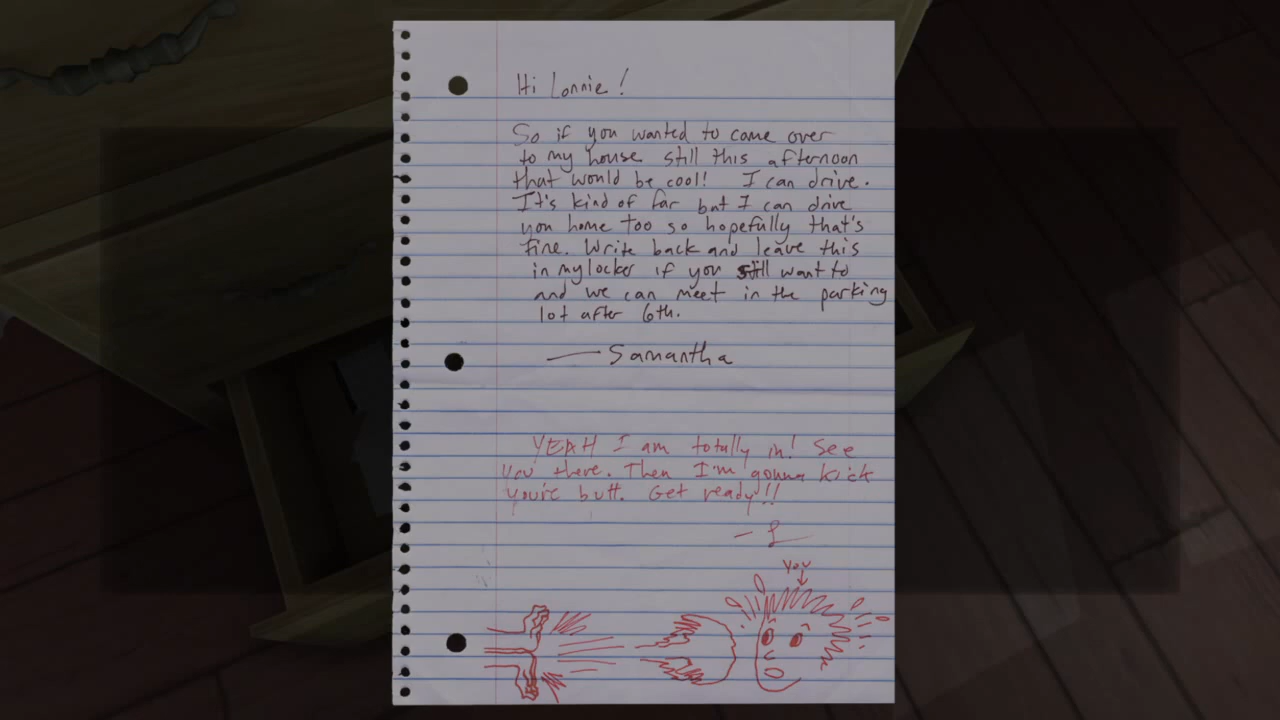 Hi Lonnie!
So if you wanted to come over
to my house still this afternoon
that would be cool! I can drive.
It's kind of far but I can drive
you home too so hopefully that's
fine. Write back and leave this
in my locker if you still want to
and we can meet in the parking
lot after 6th.
— Samantha
YEAH I am totally in! See
you there. Then I'm gonna kick
youre butt. Get ready!!
- L
you